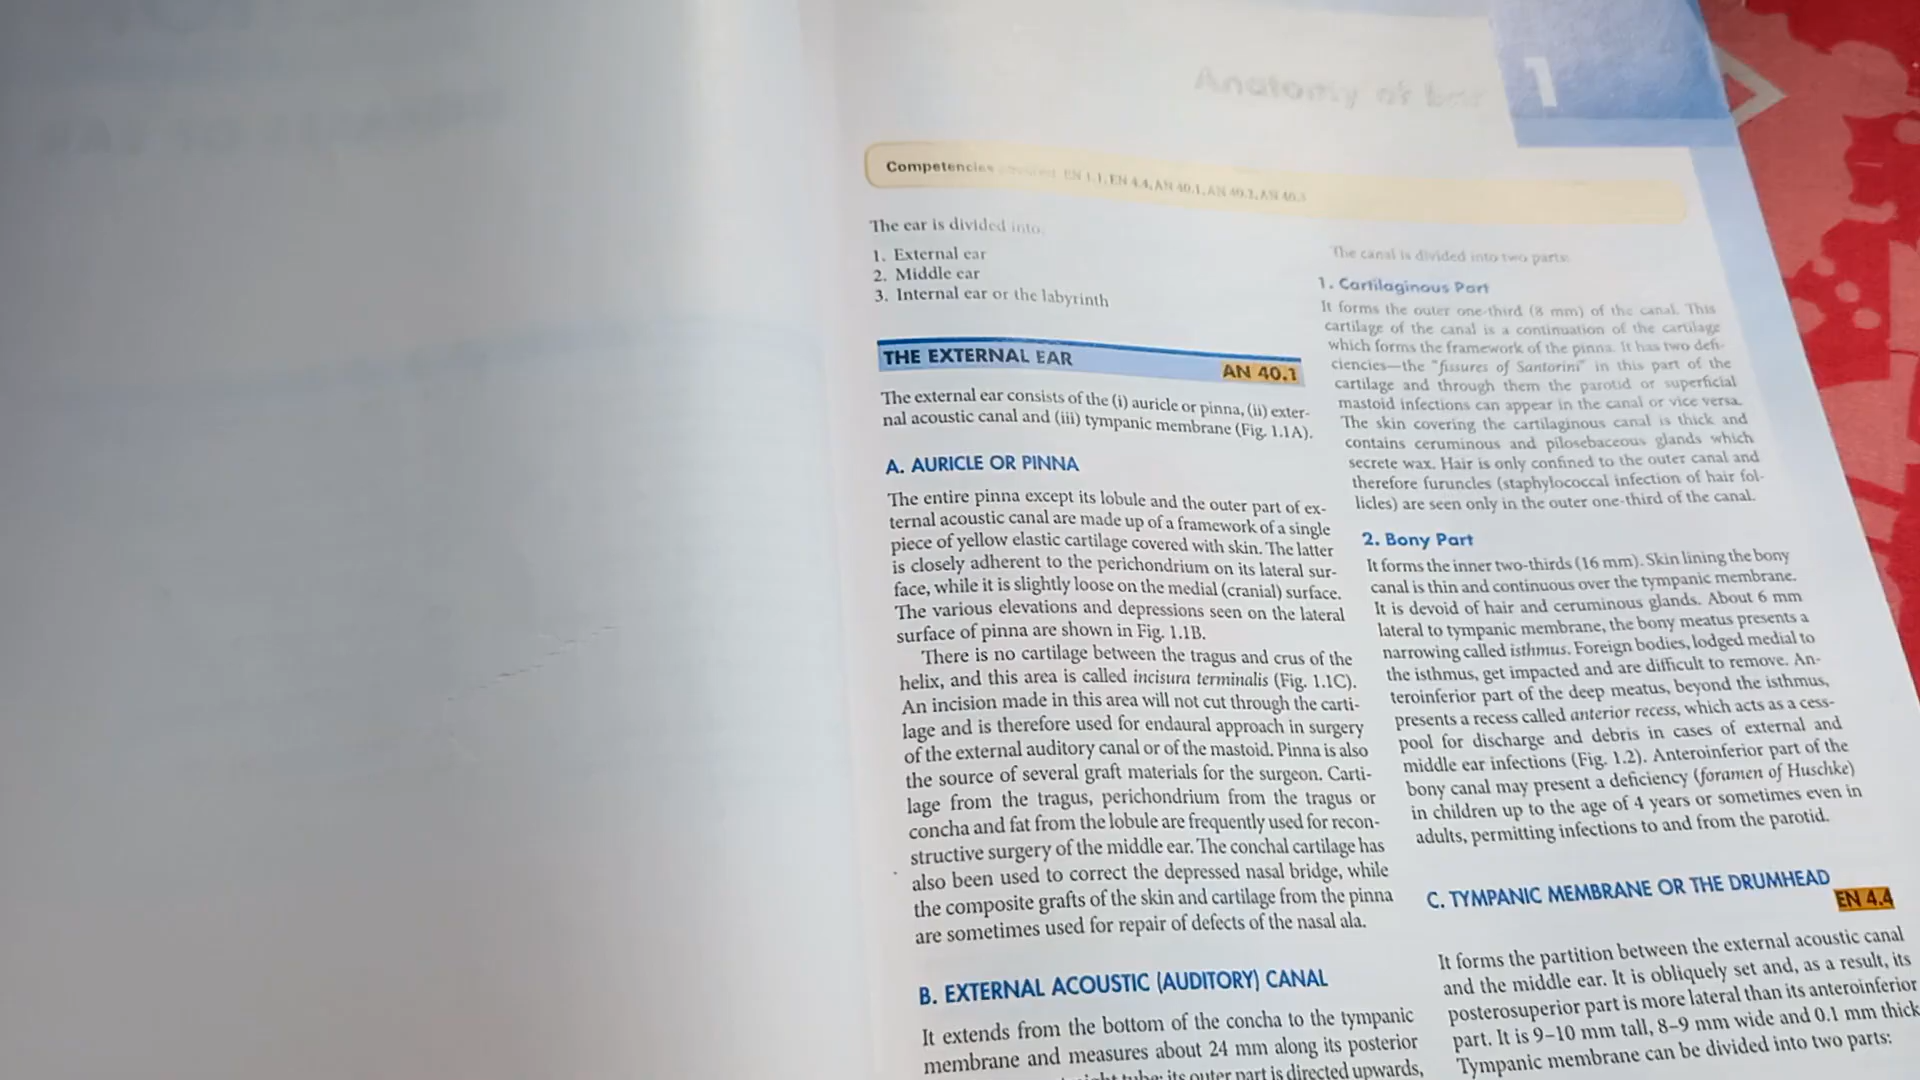 Anatomy of Ear
1
Competencies covered: EN 1.1, EN 4.4, AN 40.1, AN 40.2, AN 40.3
The ear is divided into:
1. External ear
2. Middle ear
3. Internal ear or the labyrinth
THE EXTERNAL EAR
AN 40.1
The external ear consists of the (i) auricle or pinna, (ii) exter-
nal acoustic canal and (iii) tympanic membrane (Fig. 1.1A).
A. AURICLE OR PINNA
The entire pinna except its lobule and the outer part of ex-
ternal acoustic canal are made up of a framework of a single
piece of yellow elastic cartilage covered with skin. The latter
is closely adherent to the perichondrium on its lateral sur-
face, while it is slightly loose on the medial (cranial) surface.
The various elevations and depressions seen on the lateral
surface of pinna are shown in Fig. 1.1B.
There is no cartilage between the tragus and crus of the
helix, and this area is called incisura terminalis (Fig. 1.1C).
An incision made in this area will not cut through the carti-
lage and is therefore used for endaural approach in surgery
of the external auditory canal or of the mastoid. Pinna is also
the source of several graft materials for the surgeon. Carti-
lage from the tragus, perichondrium from the tragus or
concha and fat from the lobule are frequently used for recon-
structive surgery of the middle ear. The conchal cartilage has
also been used to correct the depressed nasal bridge, while
the composite grafts of the skin and cartilage from the pinna
are sometimes used for repair of defects of the nasal ala.
B. EXTERNAL ACOUSTIC (AUDITORY) CANAL
It extends from the bottom of the concha to the tympanic
membrane and measures about 24 mm along its posterior
tube; its outer part is directed upwards,
The canal is divided into two parts:
1. Cartilaginous Part
It forms the outer one-third (8 mm) of the canal. This
cartilage of the canal is a continuation of the cartilage
which forms the framework of the pinna. It has two defi-
ciencies—the "fissures of Santorini" in this part of the
cartilage and through them the parotid or superficial
mastoid infections can appear in the canal or vice versa.
The skin covering the cartilaginous canal is thick and
contains ceruminous and pilosebaceous glands which
secrete wax. Hair is only confined to the outer canal and
therefore furuncles (staphylococcal infection of hair fol-
licles) are seen only in the outer one-third of the canal.
2. Bony Part
It forms the inner two-thirds (16 mm). Skin lining the bony
canal is thin and continuous over the tympanic membrane.
It is devoid of hair and ceruminous glands. About 6 mm
lateral to tympanic membrane, the bony meatus presents a
narrowing called isthmus. Foreign bodies, lodged medial to
the isthmus, get impacted and are difficult to remove. An-
teroinferior part of the deep meatus, beyond the isthmus,
presents a recess called anterior recess, which acts as a cess-
pool for discharge and debris in cases of external and
middle ear infections (Fig. 1.2). Anteroinferior part of the
bony canal may present a deficiency (foramen of Huschke)
in children up to the age of 4 years or sometimes even in
adults, permitting infections to and from the parotid.
C. TYMPANIC MEMBRANE OR THE DRUMHEAD
EN 4.4
It forms the partition between the external acoustic canal
and the middle ear. It is obliquely set and, as a result, its
posterosuperior part is more lateral than its anteroinferior
part. It is 9–10 mm tall, 8–9 mm wide and 0.1 mm thick.
Tympanic membrane can be divided into two parts: